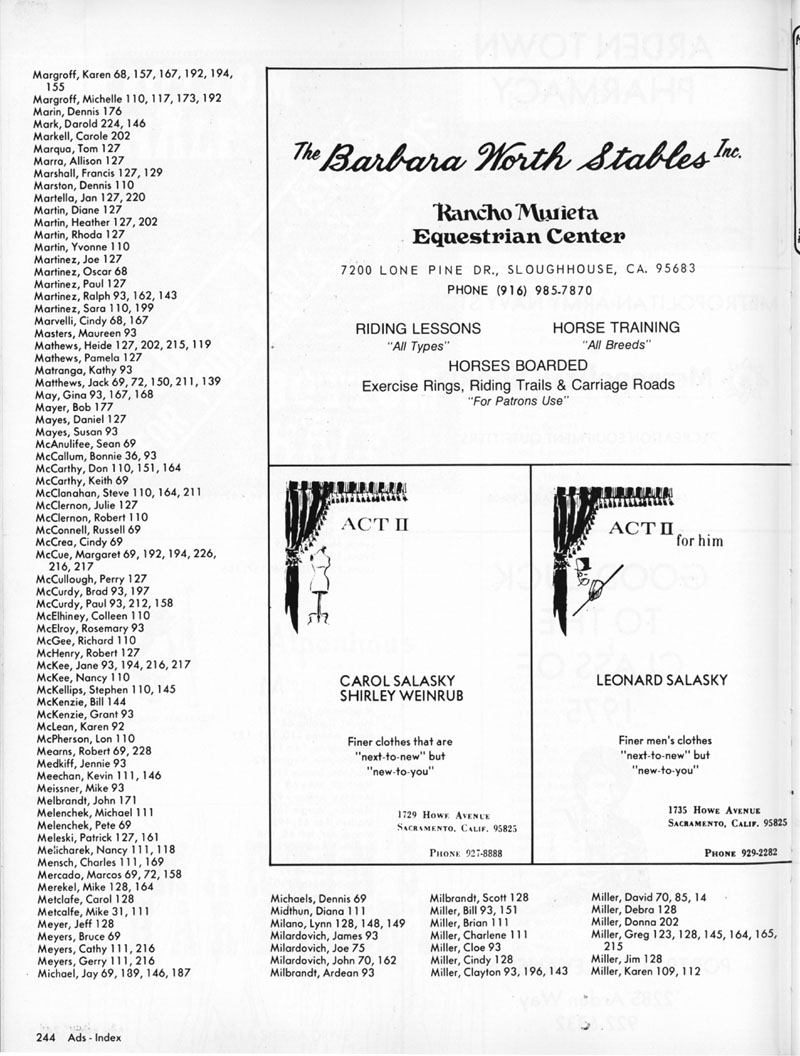 Margroff, Karen 68, 157, 167, 192, 194,
155
Margroff, Michelle 110, 117, 173, 192
Marin, Dennis 176
Mark, Darold 224, 146
Markell, Carole 202
Marqua, Tom 127
Marra, Allison 127
Marshall, Francis 127, 129
Marston, Dennis 110
Martella, Jan 127, 220
Martin, Diane 127
Martin, Heather 127, 202
Martin, Rhoda 127
Martin, Yvonne 110
Martinez, Joe 127
Martinez, Oscar 68
Martinez, Paul 127
Martinez, Ralph 93, 162, 143
Martinez, Sara 110, 199
Marvelli, Cindy 68, 167
Masters, Maureen 93
Mathews, Heide 127, 202, 215, 119
Mathews, Pamela 127
Matranga, Kathy 93
Matthews, Jack 69, 72, 150, 211, 139
May, Gina 93, 167, 168
Mayer, Bob 177
Mayes, Daniel 127
Mayes, Susan 93
McAnulifee, Sean 69
McCallum, Bonnie 36, 93
McCarthy, Don 110, 151, 164
McCarthy, Keith 69
McClanahan, Steve 110, 164, 211
McClernon, Julie 127
McClernon, Robert 110
McConnell, Russell 69
McCrea, Cindy 69
McCue, Margaret 69, 192, 194, 226,
216, 217
McCullough, Perry 127
McCurdy, Brad 93, 197
McCurdy, Paul 93, 212, 158
McElhiney, Colleen 110
McElroy, Rosemary 93
McGee, Richard 110
McHenry, Robert 127
McKee, Jane 93, 194, 216, 217
McKee, Nancy 110
McKellips, Stephen 110, 145
McKenzie, Bill 144
McKenzie, Grant 93
McLean, Karen 92
McPherson, Lon 110
Mearns, Robert 69, 228
Medkiff, Jennie 93
Meechan, Kevin 111, 146
Meissner, Mike 93
Melbrandt, John 171
Melenchek, Michael 111
Melenchek, Pete 69
Meleski, Patrick 127, 161
Melicharek, Nancy 111, 118
Mensch, Charles 111, 169
Mercado, Marcos 69, 72, 158
Merekel, Mike 128, 164
Metclafe, Carol 128
Metcalfe, Mike 31, 111
Meyer, Jeff 128
Meyers, Bruce 69
Meyers, Cathy 111, 216
Meyers, Gerry 111, 216
Michael, Jay 69, 189, 146, 187
The Barbara Worth Stables Inc.
Rancho Murieta
Equestrian Center
7200 LONE PINE DR., SLOUGHHOUSE, CA. 95683
PHONE (916) 985-7870
RIDING LESSONS
"All Types"
HORSE TRAINING
"All Breeds"
HORSES BOARDED
Exercise Rings, Riding Trails & Carriage Roads
"For Patrons Use"
ACT II
CAROL SALASKY
SHIRLEY WEINRUB
Finer clothes that are
"next-to-new" but
"new-to-you"
1729 HOWE AVENUE
SACRAMENTO, CALIF. 95825
PHONE 927-8888
ACT II
for him
LEONARD SALASKY
Finer men's clothes
"next-to-new" but
"new-to-you"
1735 HOWE AVENUE
SACRAMENTO, CALIF. 95825
PHONE 929-2282
Michaels, Dennis 69
Midthun, Diana 111
Milano, Lynn 128, 148, 149
Milardovich, James 93
Milardovich, Joe 75
Milardovich, John 70, 162
Milbrandt, Ardean 93
Milbrandt, Scott 128
Miller, Bill 93, 151
Miller, Brian 111
Miller, Charlene 111
Miller, Cloe 93
Miller, Cindy 128
Miller, Clayton 93, 196, 143
Miller, David 70, 85, 14
Miller, Debra 128
Miller, Donna 202
Miller, Greg 123, 128, 145, 164, 165,
215
Miller, Jim 128
Miller, Karen 109, 112
244 Ads - Index